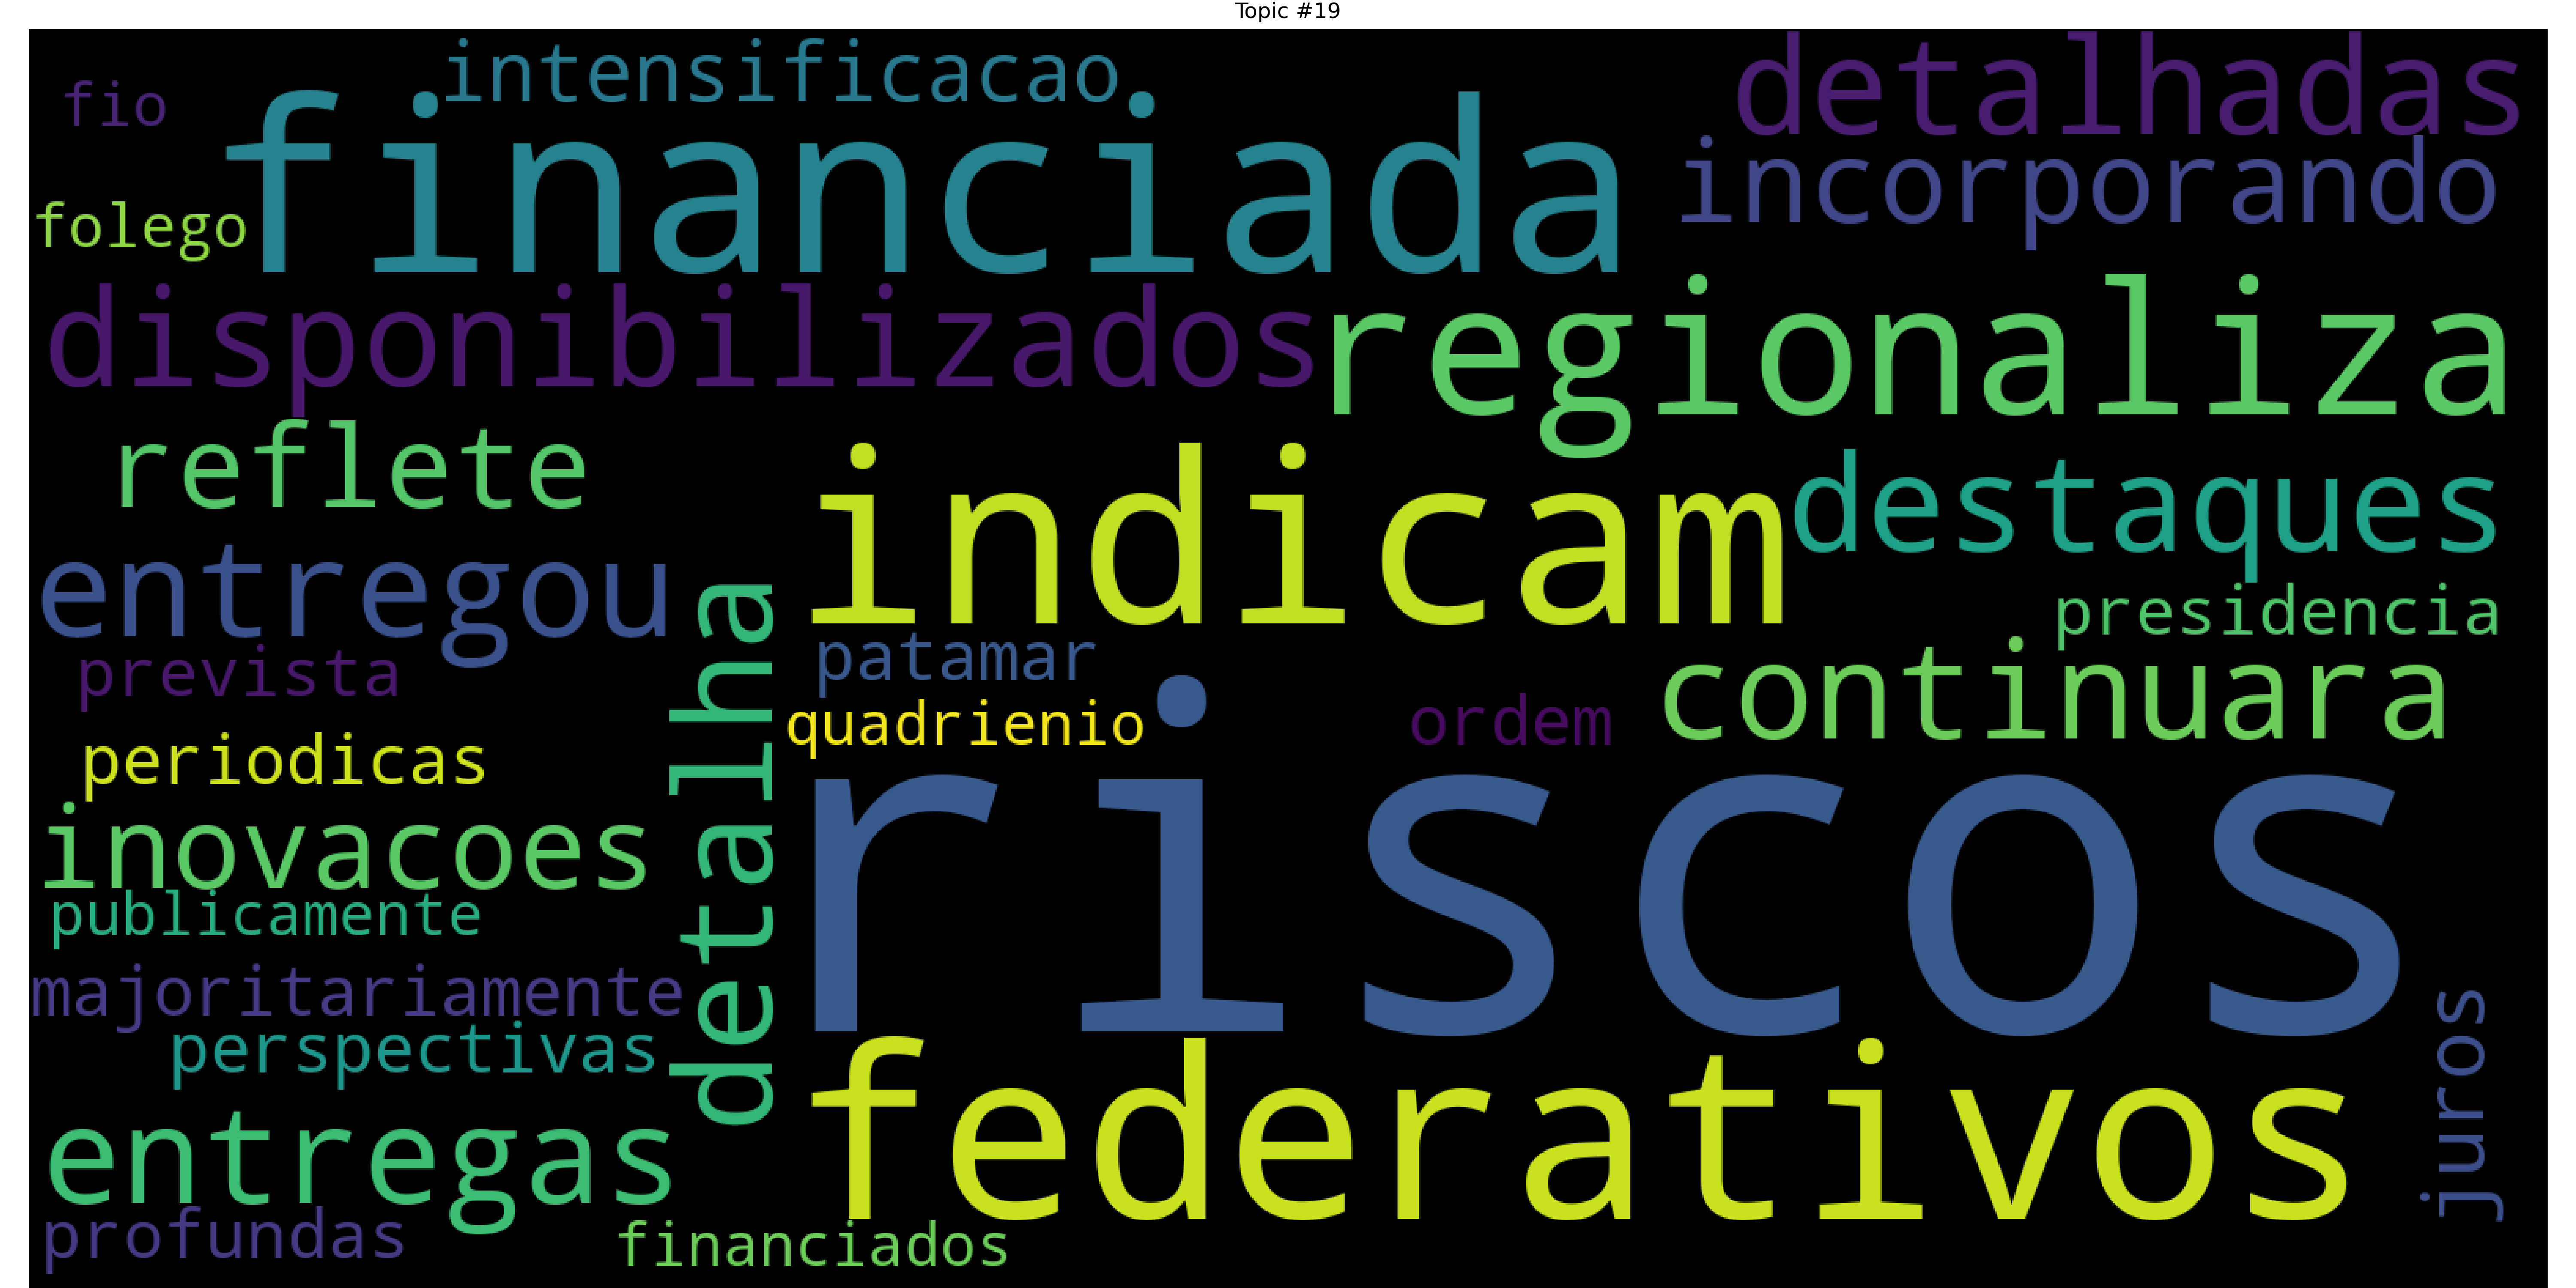 Topic #19
fio
intensificacao
detalhadas
financiada
incorporando
folego
disponibilizados
regionaliza
reflete
indicam
destaques
entregou
presidencia
prevista
detalha
patamar
continuara
quadrienio
ordem
periodicas
riscos
inovacoes
publicamente
majoritariamente
perspectivas
federativos
juros
entregas
profundas
financiados